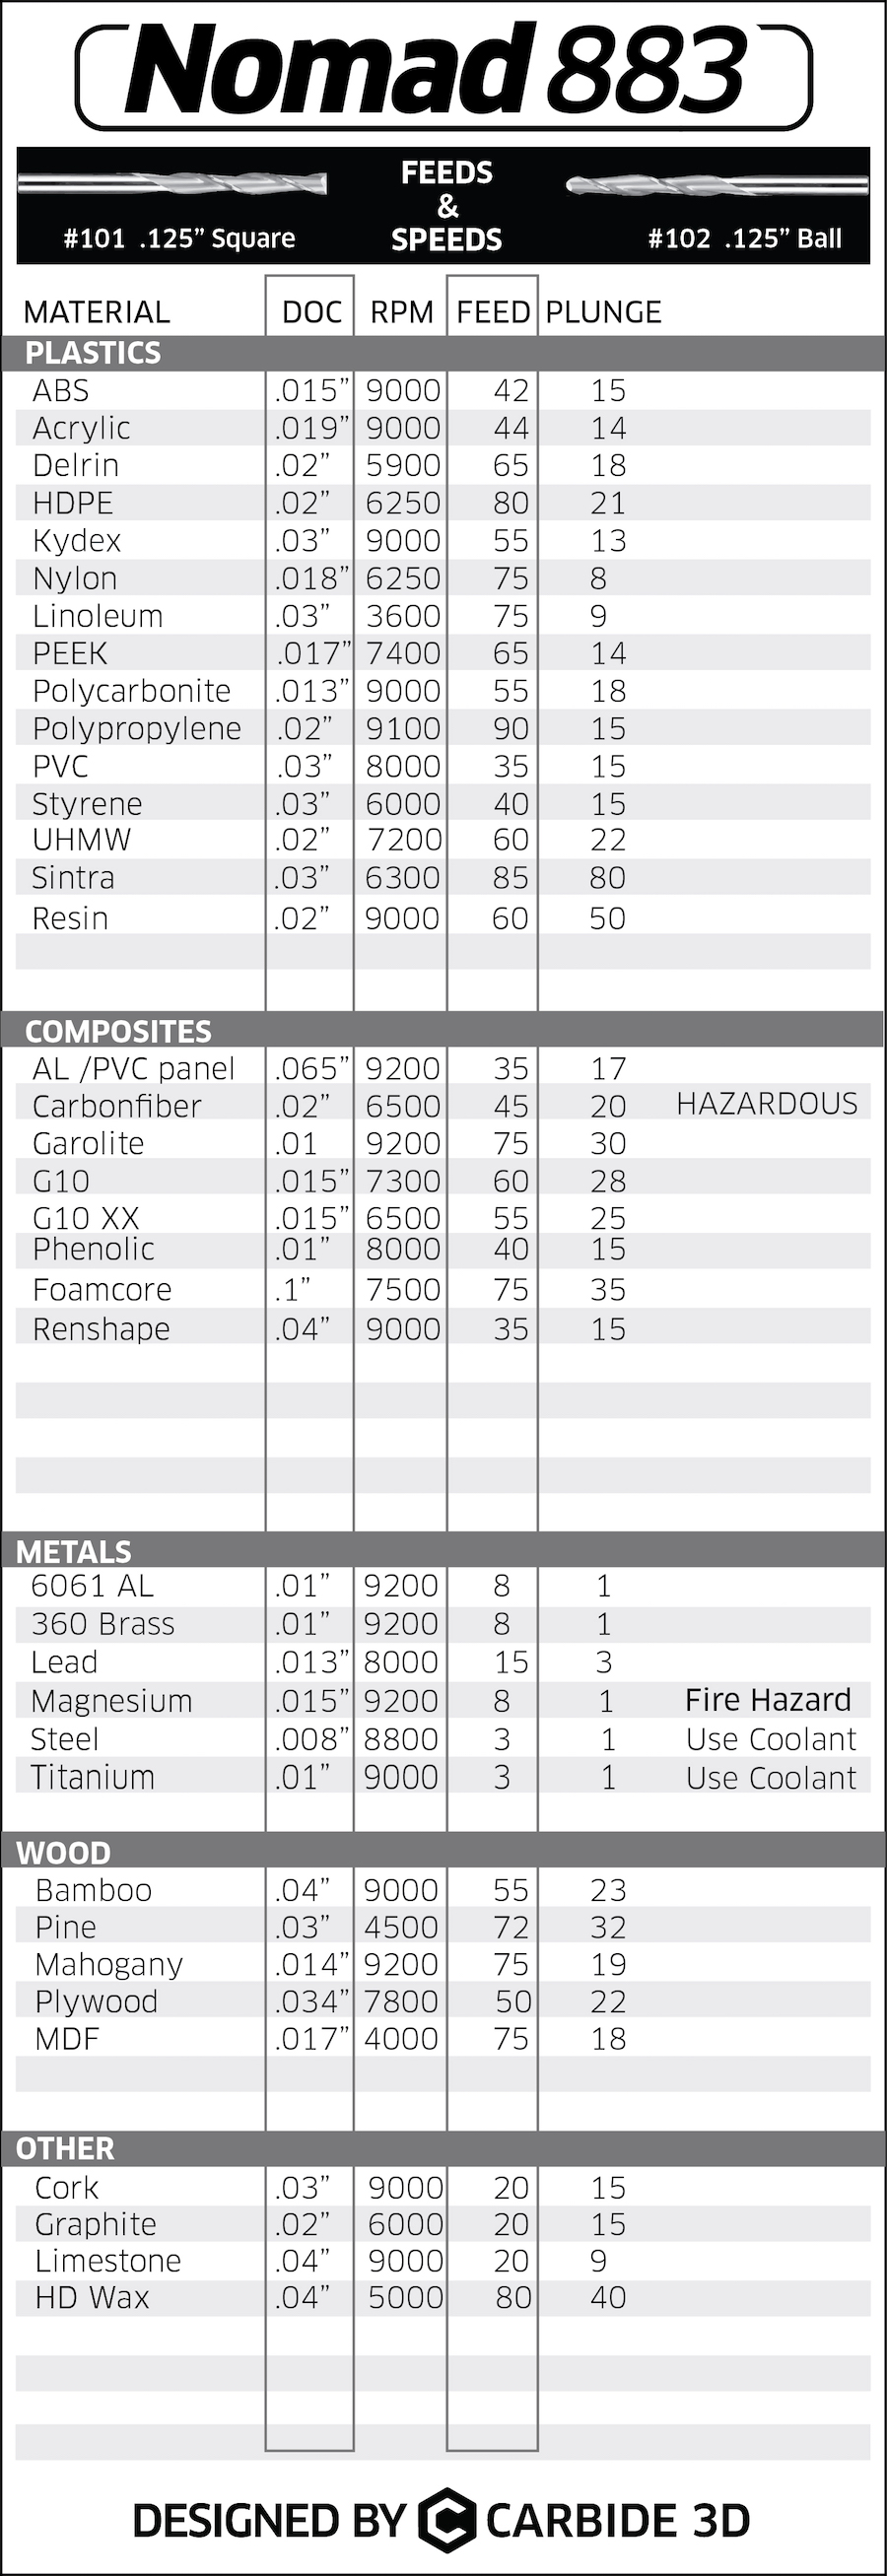 Nomad 883
FEEDS
&
SPEEDS
#101 .125” Square
#102 .125” Ball
MATERIAL DOC RPM FEED PLUNGE
PLASTICS
ABS .015” 9000 42 15
Acrylic .019” 9000 44 14
Delrin .02” 5900 65 18
HDPE .02” 6250 80 21
Kydex .03” 9000 55 13
Nylon .018” 6250 75 8
Linoleum .03” 3600 75 9
PEEK .017” 7400 65 14
Polycarbonite .013” 9000 55 18
Polypropylene .02” 9100 90 15
PVC .03” 8000 35 15
Styrene .03” 6000 40 15
UHMW .02” 7200 60 22
Sintra .03” 6300 85 80
Resin .02” 9000 60 50
COMPOSITES
AL /PVC panel .065” 9200 35 17
Carbonfiber .02” 6500 45 20 HAZARDOUS
Garolite .01 9200 75 30
G10 .015” 7300 60 28
G10 XX .015” 6500 55 25
Phenolic .01” 8000 40 15
Foamcore .1” 7500 75 35
Renshape .04” 9000 35 15
METALS
6061 AL .01” 9200 8 1
360 Brass .01” 9200 8 1
Lead .013” 8000 15 3
Magnesium .015” 9200 8 1 Fire Hazard
Steel .008” 8800 3 1 Use Coolant
Titanium .01” 9000 3 1 Use Coolant
WOOD
Bamboo .04” 9000 55 23
Pine .03” 4500 72 32
Mahogany .014” 9200 75 19
Plywood .034” 7800 50 22
MDF .017” 4000 75 18
OTHER
Cork .03” 9000 20 15
Graphite .02” 6000 20 15
Limestone .04” 9000 20 9
HD Wax .04” 5000 80 40
DESIGNED BY CARBIDE 3D